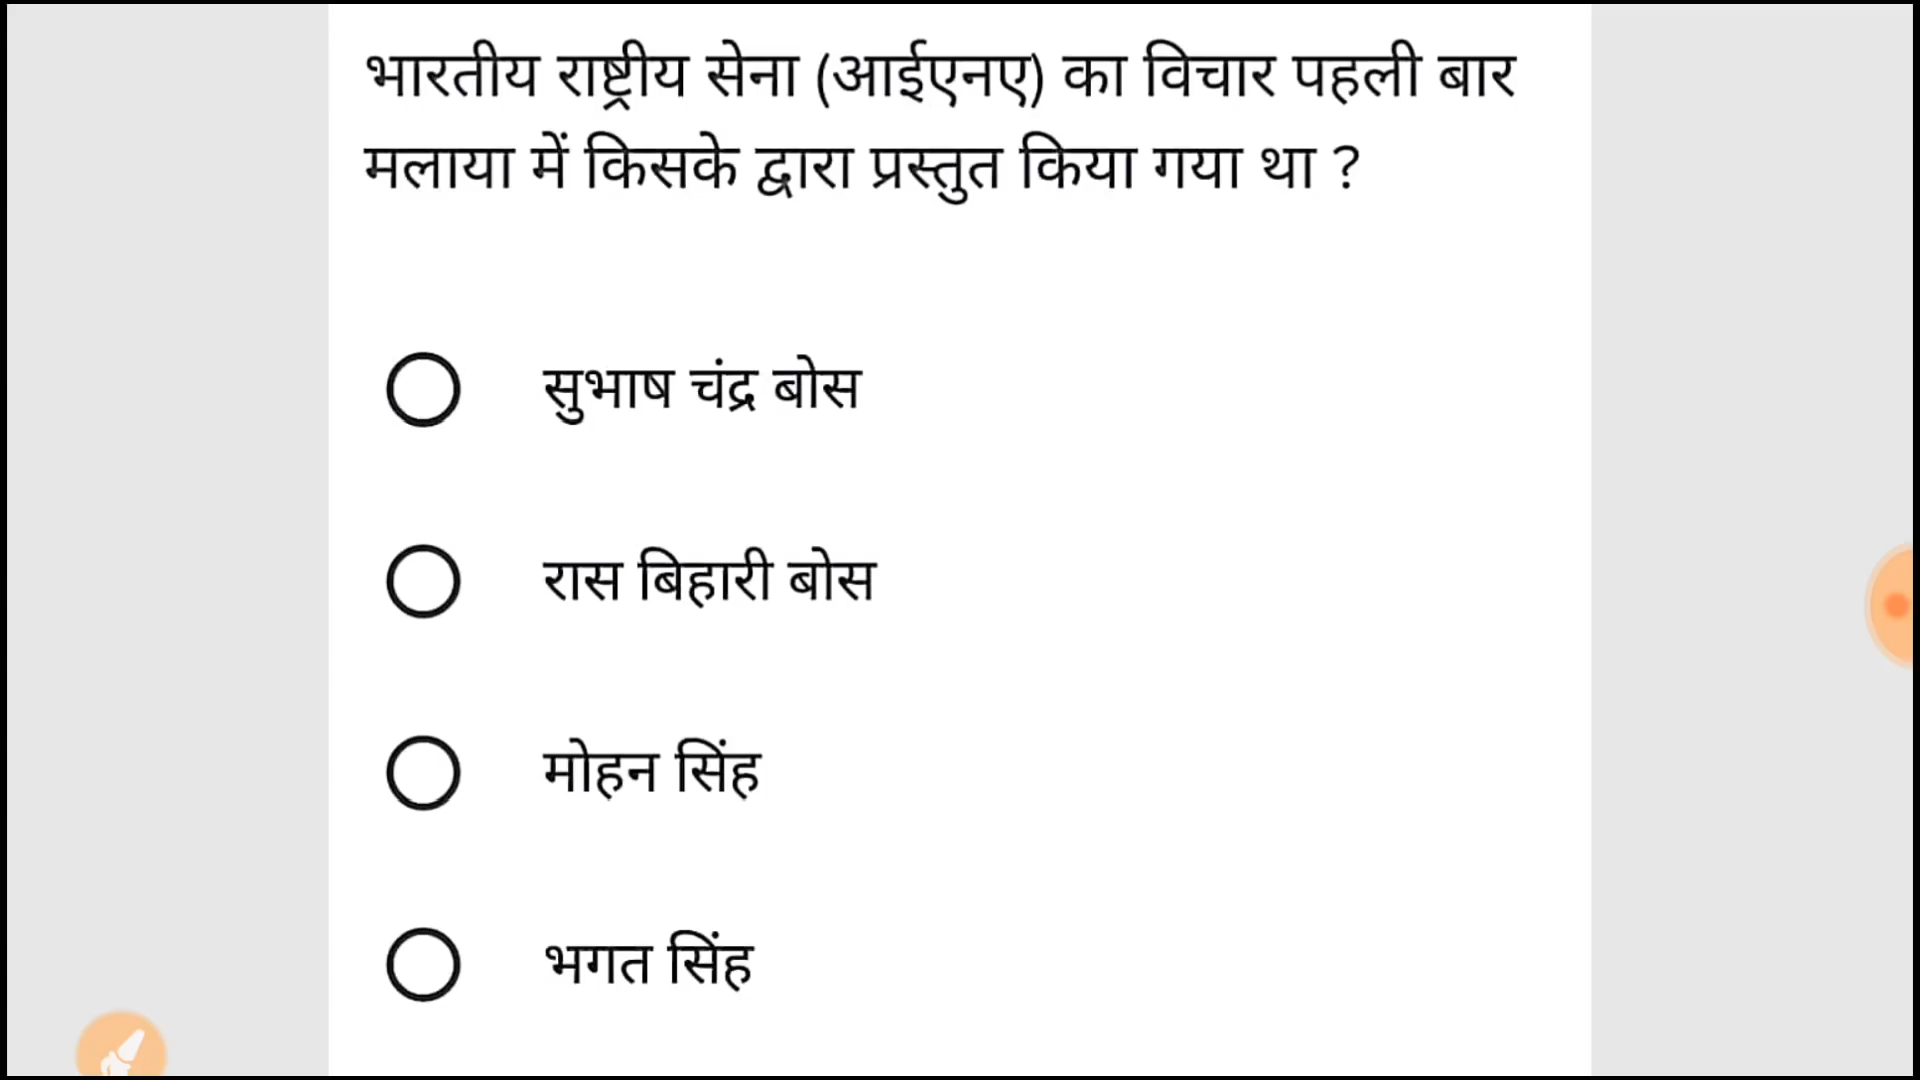 भारतीय राष्ट्रीय सेना (आईएनए) का विचार पहली बार
मलाया में किसके द्वारा प्रस्तुत किया गया था ?
सुभाष चंद्र बोस
रास बिहारी बोस
मोहन सिंह
भगत सिंह